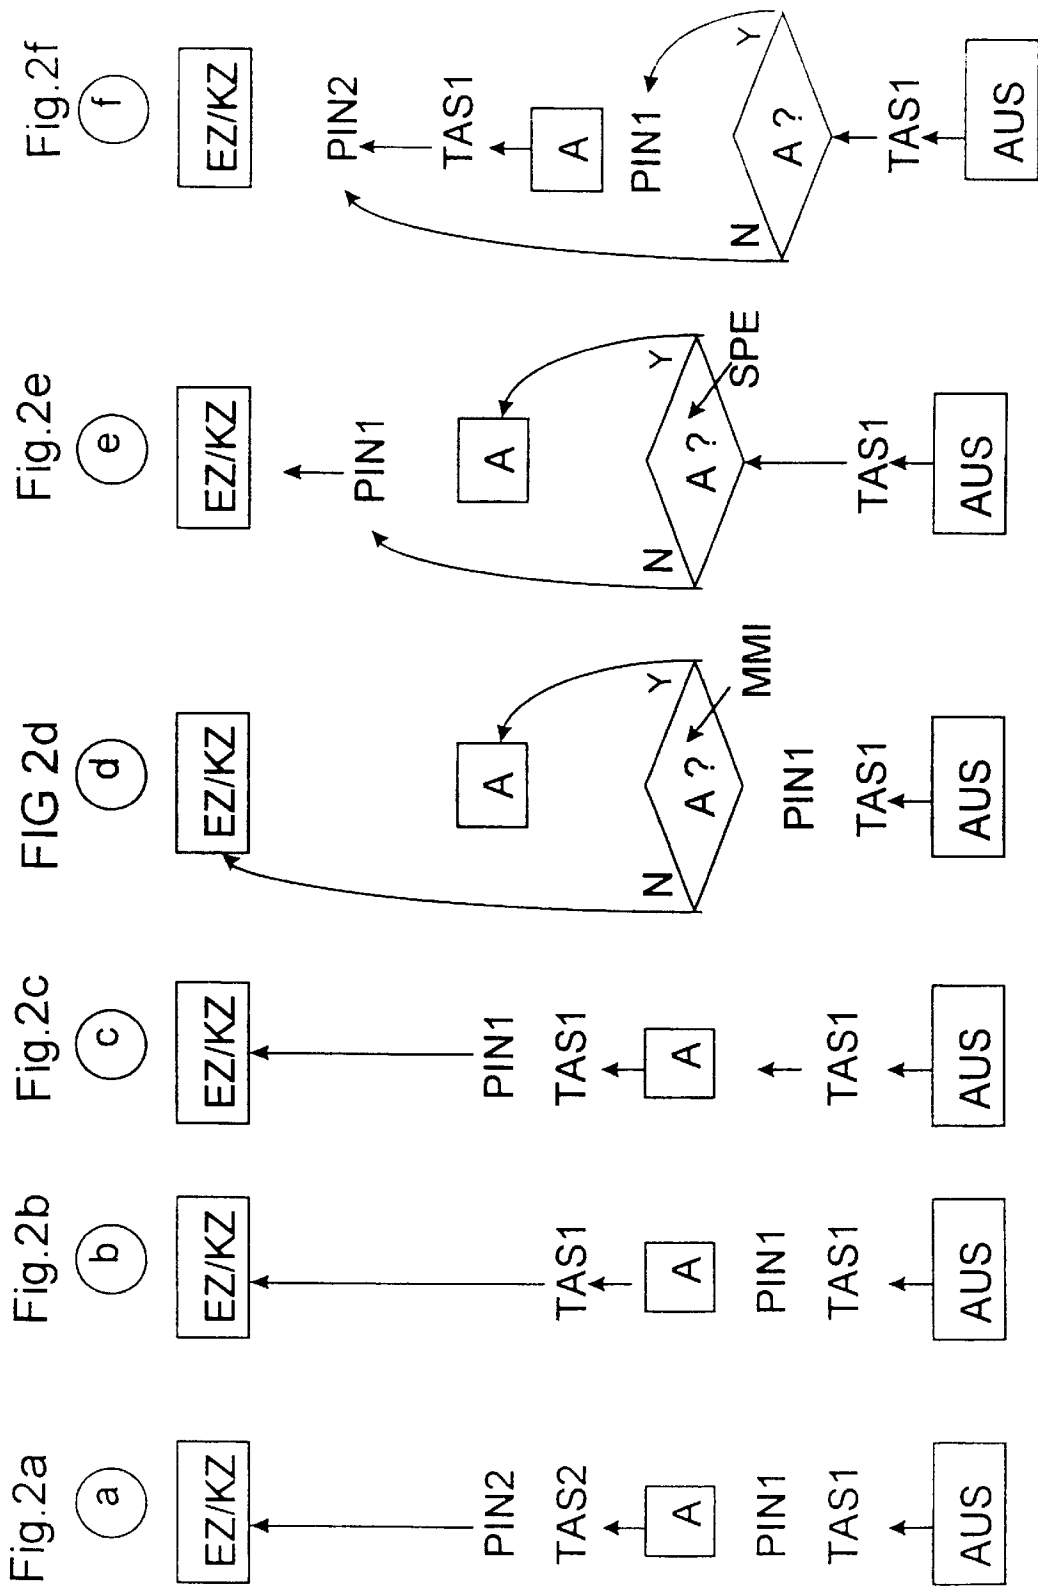 Fig.2a
a
EZ/KZ
PIN2
TAS2
A
PIN1
TAS1
AUS
Fig.2b
b
EZ/KZ
TAS1
A
PIN1
TAS1
AUS
Fig.2c
c
EZ/KZ
PIN1
TAS1
A
TAS1
AUS
FIG 2d
d
EZ/KZ
A
N
Y
A ?
MMI
PIN1
TAS1
AUS
Fig.2e
e
EZ/KZ
PIN1
A
N
Y
A ?
SPE
TAS1
AUS
Fig.2f
f
EZ/KZ
PIN2
TAS1
A
PIN1
N
Y
A ?
TAS1
AUS